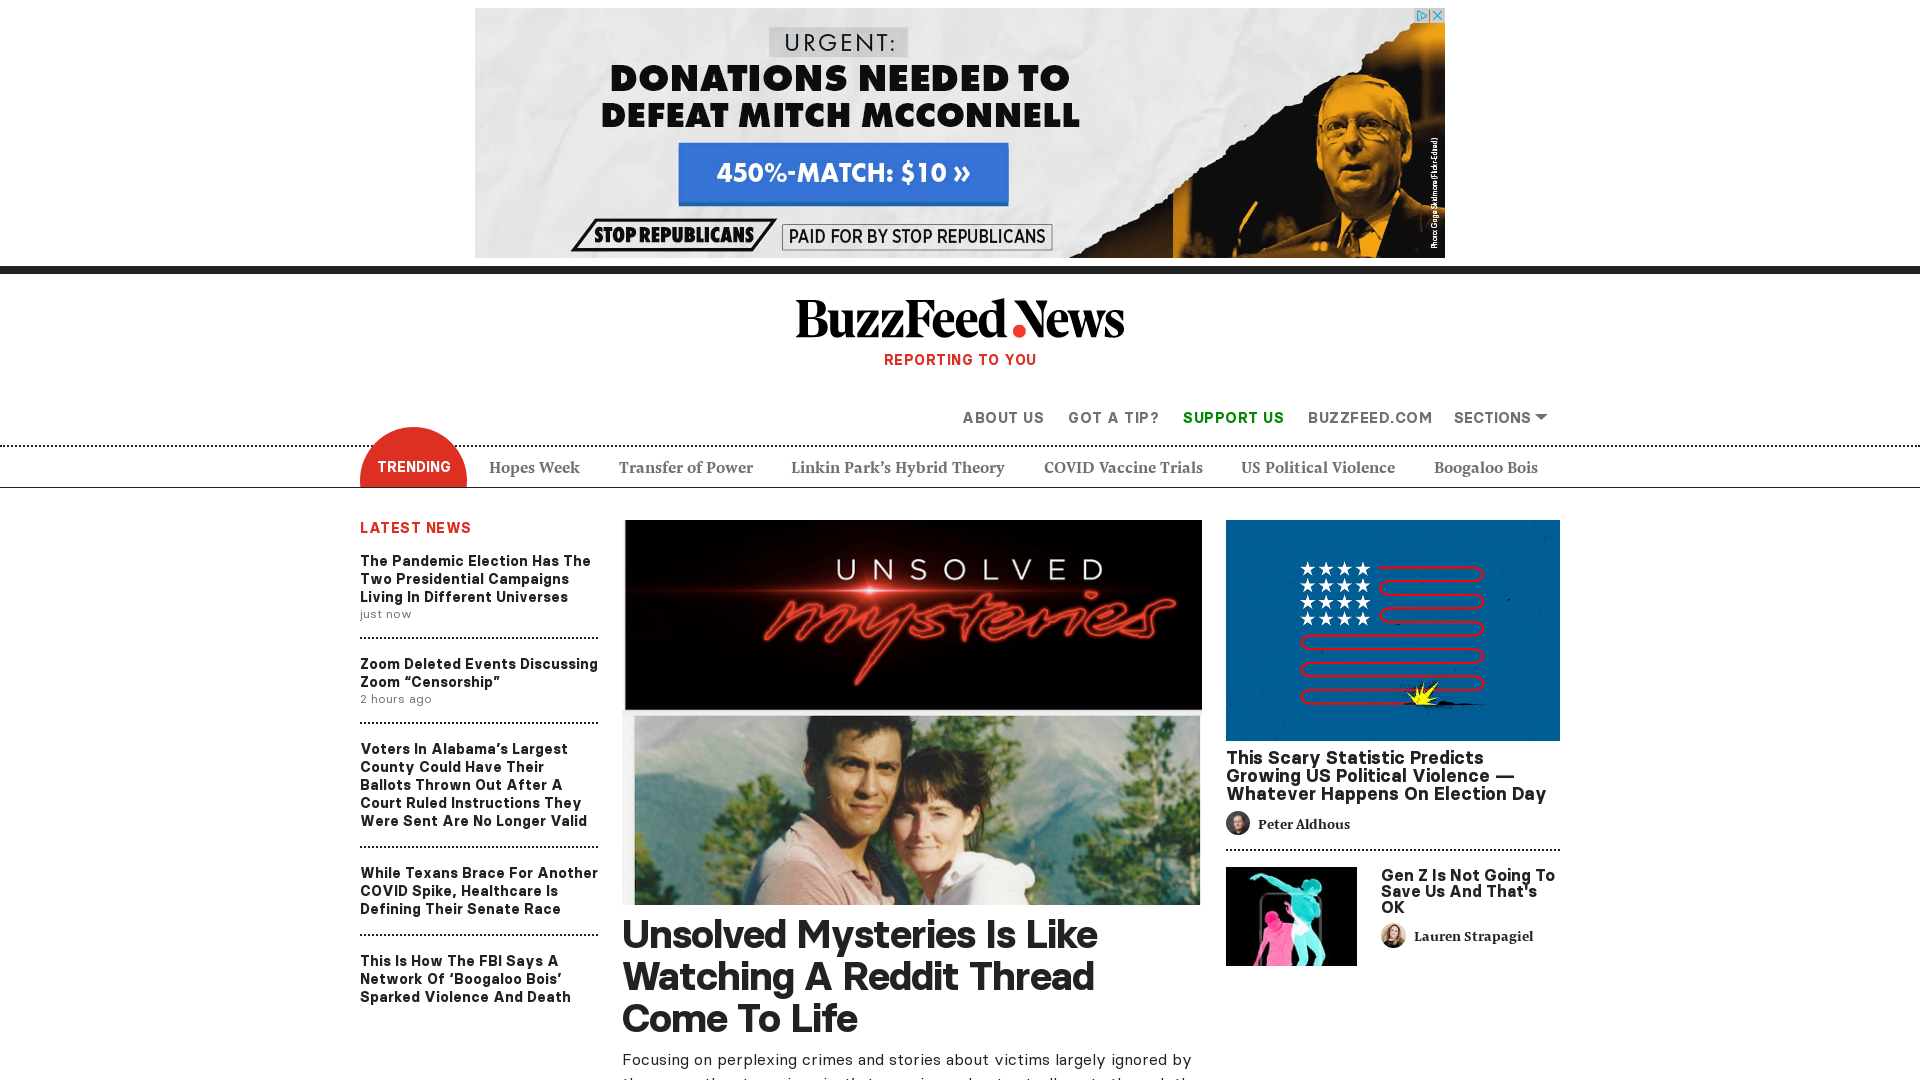 URGENT:
DONATIONS NEEDED TO
DEFEAT MITCH MCCONNELL
450%-MATCH: $10 »
STOP REPUBLICANS
PAID FOR BY STOP REPUBLICANS
BuzzFeed News
REPORTING TO YOU
ABOUT US GOT A TIP? SUPPORT US BUZZFEED.COM SECTIONS
TRENDING Hopes Week Transfer of Power Linkin Park’s Hybrid Theory COVID Vaccine Trials US Political Violence Boogaloo Bois
LATEST NEWS
The Pandemic Election Has The
Two Presidential Campaigns
Living In Different Universes
just now
Zoom Deleted Events Discussing
Zoom “Censorship”
2 hours ago
Voters In Alabama’s Largest
County Could Have Their
Ballots Thrown Out After A
Court Ruled Instructions They
Were Sent Are No Longer Valid
While Texans Brace For Another
COVID Spike, Healthcare Is
Defining Their Senate Race
This Is How The FBI Says A
Network Of ‘Boogaloo Bois’
Sparked Violence And Death
UNSOLVED
mysteries
Unsolved Mysteries Is Like
Watching A Reddit Thread
Come To Life
Focusing on perplexing crimes and stories about victims largely ignored by
This Scary Statistic Predicts
Growing US Political Violence —
Whatever Happens On Election Day
Peter Aldhous
Gen Z Is Not Going To
Save Us And That’s
OK
Lauren Strapagiel